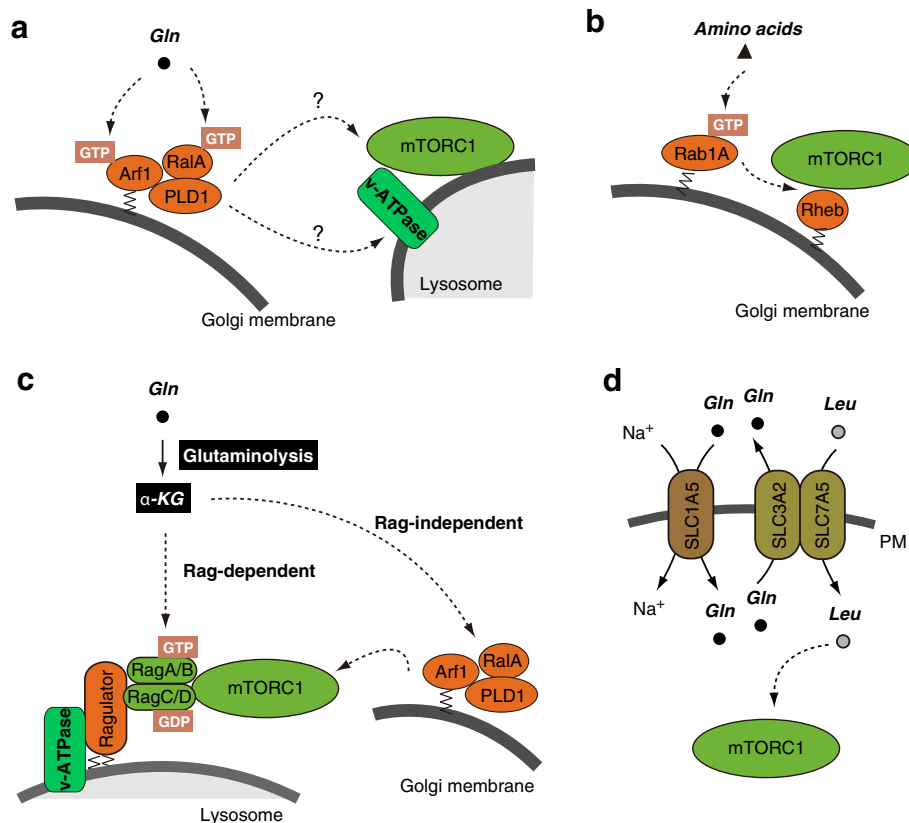 a
Gln
GTP
GTP
Arf1
RalA
PLD1
?
?
mTORC1
v-ATPase
Lysosome
Golgi membrane
b
Amino acids
GTP
Rab1A
mTORC1
Rheb
Golgi membrane
c
Gln
Glutaminolysis
α-KG
Rag-independent
Rag-dependent
GTP
RagA/B
RagC/D
GDP
mTORC1
Ragulator
v-ATPase
Lysosome
Arf1
RalA
PLD1
Golgi membrane
d
Na⁺
Gln
Gln
Leu
SLC1A5
SLC3A2
SLC7A5
PM
Na⁺
Gln
Gln
Leu
mTORC1